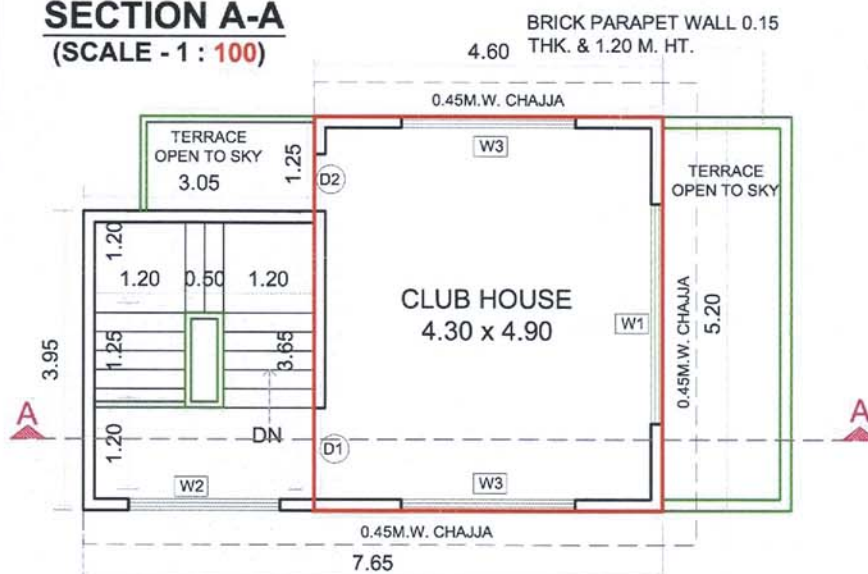 SECTION A-A
(SCALE - 1 : 100)
BRICK PARAPET WALL 0.15
THK. & 1.20 M. HT.
4.60
0.45M.W. CHAJJA
TERRACE
OPEN TO SKY
3.05
1.25
D2
W3
TERRACE
OPEN TO SKY
1.20
1.20
0.50
1.20
CLUB HOUSE
4.30 x 4.90
W1
0.45M.W. CHAJJA
5.20
3.95
1.25
3.65
A
A
1.20
DN
D1
W2
W3
0.45M.W. CHAJJA
7.65